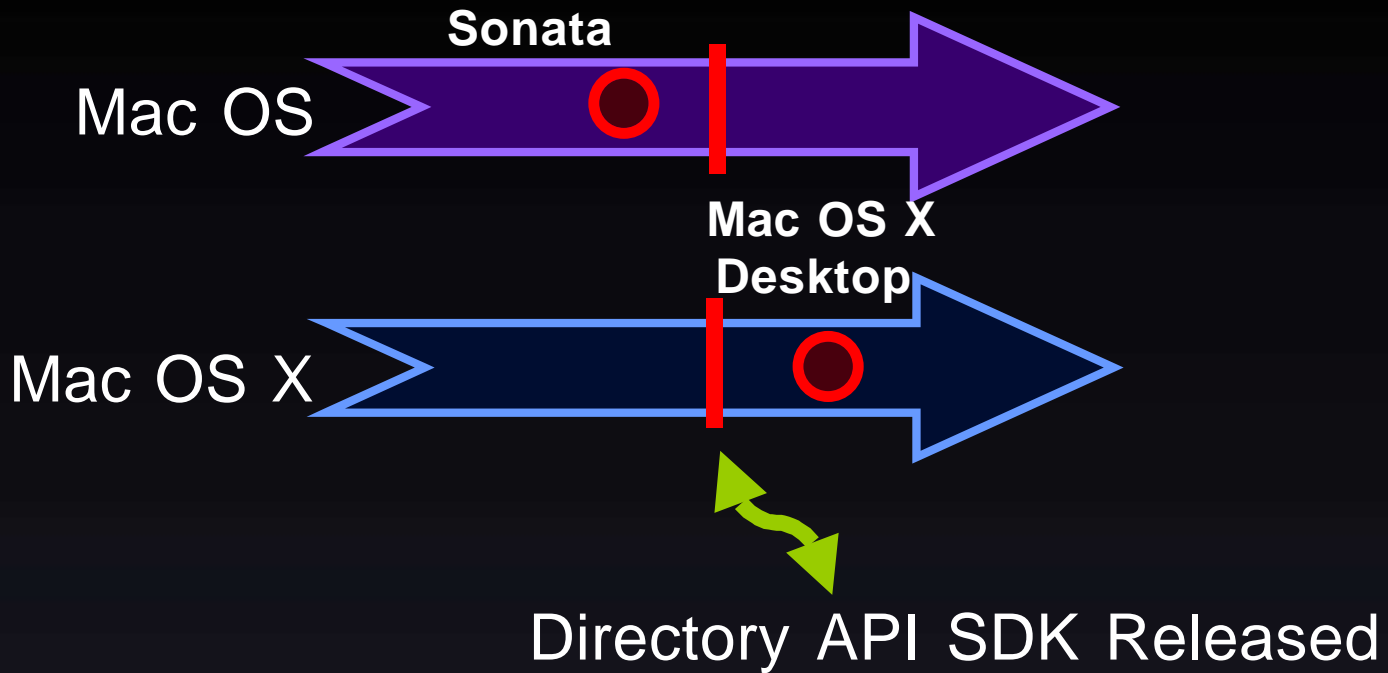 Sonata
Mac OS
Mac OS X
Desktop
Mac OS X
Directory API SDK Released